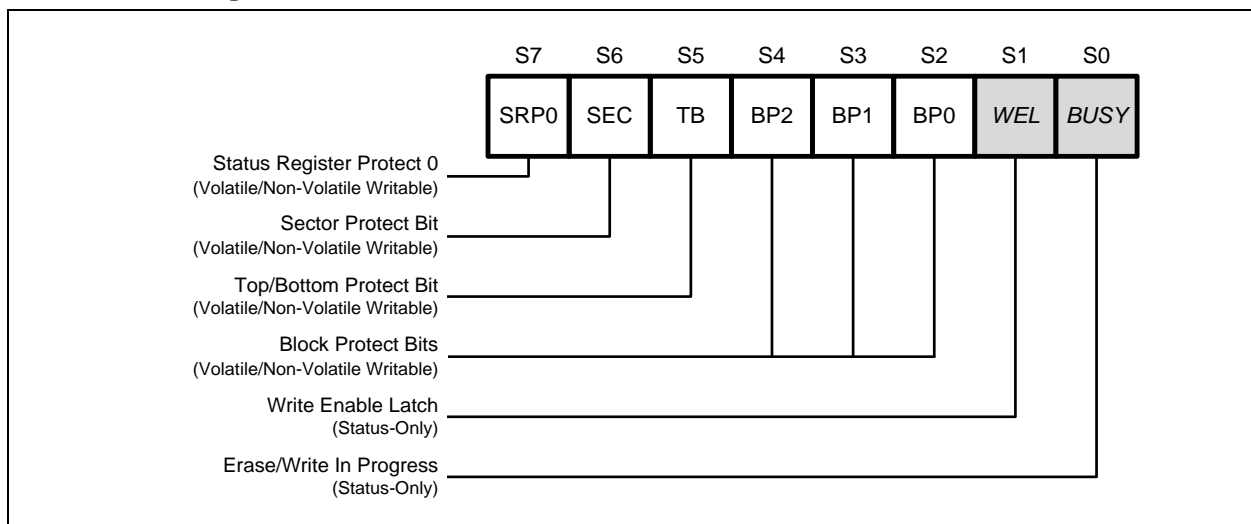 S7 S6 S5 S4 S3 S2 S1 S0
SRP0 SEC TB BP2 BP1 BP0 WEL BUSY
Status Register Protect 0
(Volatile/Non-Volatile Writable)
Sector Protect Bit
(Volatile/Non-Volatile Writable)
Top/Bottom Protect Bit
(Volatile/Non-Volatile Writable)
Block Protect Bits
(Volatile/Non-Volatile Writable)
Write Enable Latch
(Status-Only)
Erase/Write In Progress
(Status-Only)